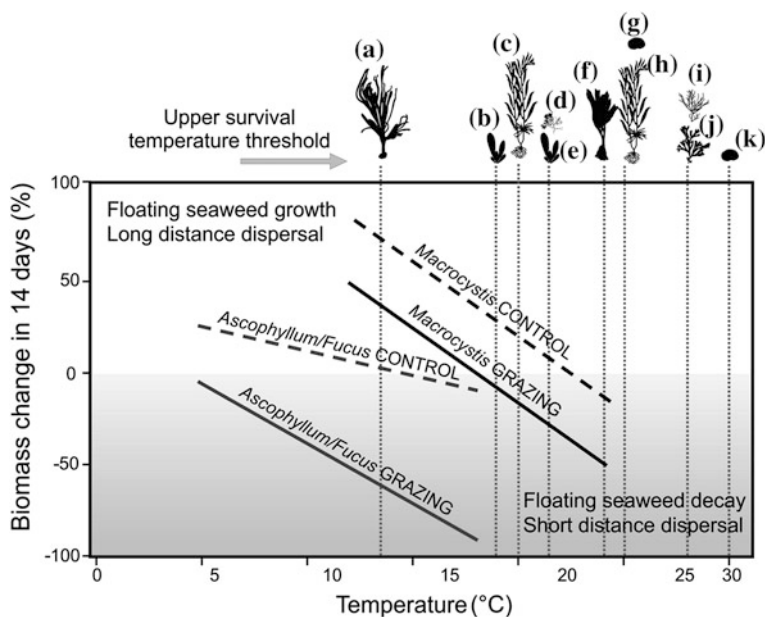 (g)
(a)
(c)
(f)
(h)
(i)
(b)
(d)
(j)
(e)
(k)
Upper survival
temperature threshold
100
50
0
-50
-100
Biomass change in 14 days (%)
Floating seaweed growth
Long distance dispersal
Macrocystis CONTROL
Macrocystis GRAZING
Ascophyllum/Fucus CONTROL
Ascophyllum/Fucus GRAZING
Floating seaweed decay
Short distance dispersal
0
5
10
15
20
25
30
Temperature (°C)